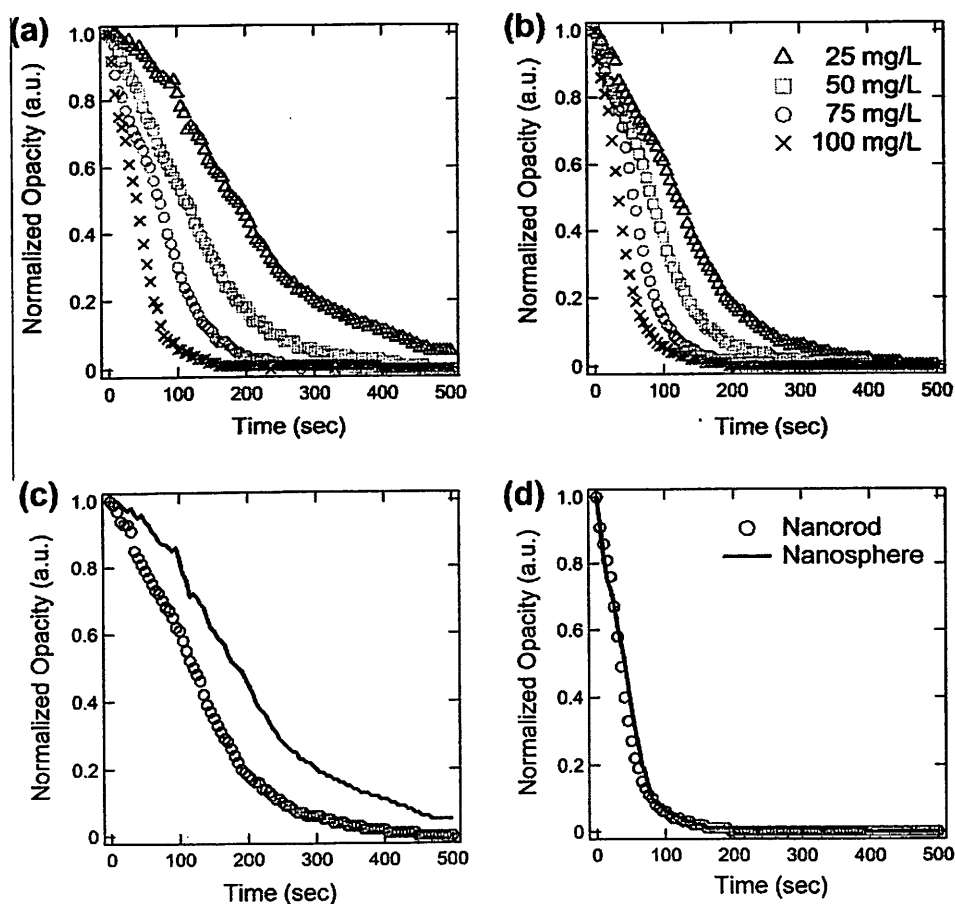 (a)
Normalized Opacity (a.u.)
1.0
0.8
0.6
0.4
0.2
0
0 100 200 300 400 500
Time (sec)
(b)
25 mg/L
50 mg/L
75 mg/L
100 mg/L
Normalized Opacity (a.u.)
1.0
0.8
0.6
0.4
0.2
0
0 100 200 300 400 500
Time (sec)
(c)
Normalized Opacity (a.u.)
1.0
0.8
0.6
0.4
0.2
0
0 100 200 300 400 500
Time (sec)
(d)
Nanorod
Nanosphere
Normalized Opacity (a.u.)
1.0
0.8
0.6
0.4
0.2
0
0 100 200 300 400 500
Time (sec)